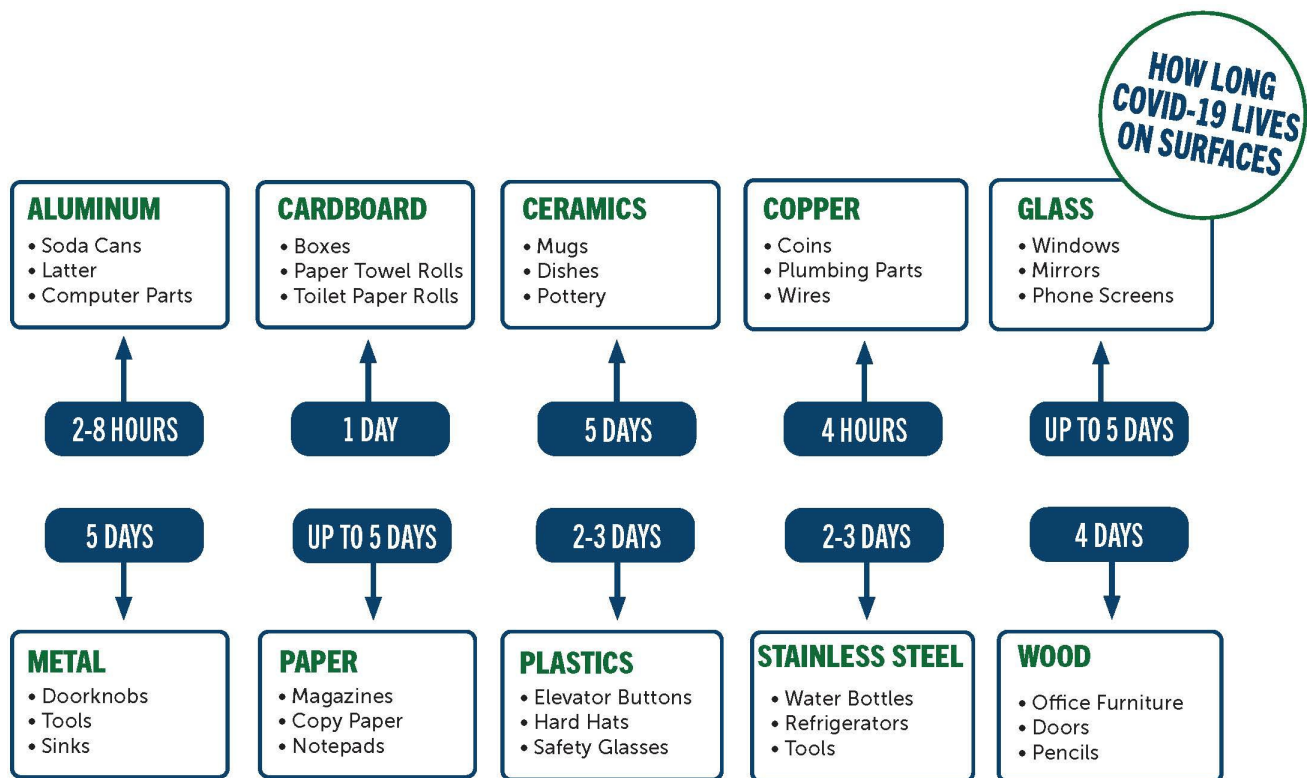 HOW LONG
COVID-19 LIVES
ON SURFACES
ALUMINUM
• Soda Cans
• Latter
• Computer Parts
CARDBOARD
• Boxes
• Paper Towel Rolls
• Toilet Paper Rolls
CERAMICS
• Mugs
• Dishes
• Pottery
COPPER
• Coins
• Plumbing Parts
• Wires
GLASS
• Windows
• Mirrors
• Phone Screens
2-8 HOURS
1 DAY
5 DAYS
4 HOURS
UP TO 5 DAYS
5 DAYS
UP TO 5 DAYS
2-3 DAYS
2-3 DAYS
4 DAYS
METAL
• Doorknobs
• Tools
• Sinks
PAPER
• Magazines
• Copy Paper
• Notepads
PLASTICS
• Elevator Buttons
• Hard Hats
• Safety Glasses
STAINLESS STEEL
• Water Bottles
• Refrigerators
• Tools
WOOD
• Office Furniture
• Doors
• Pencils